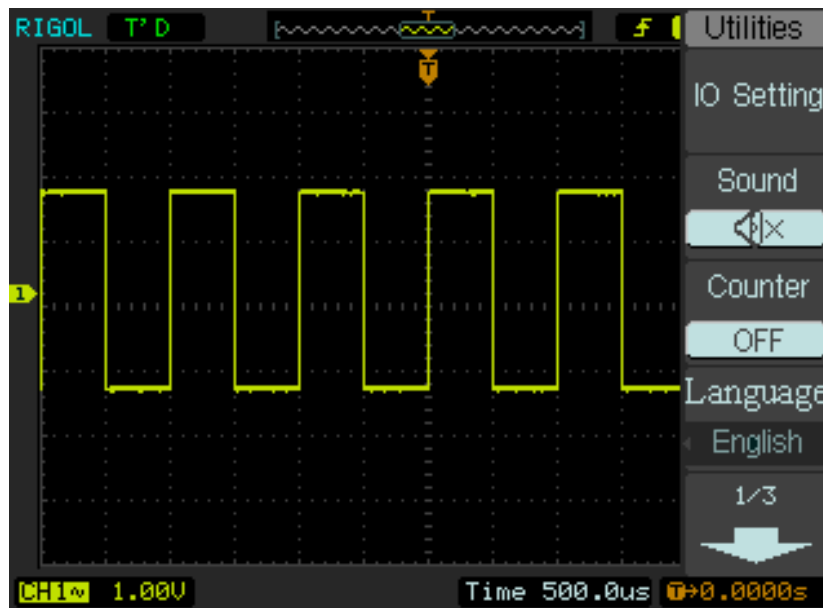 RIGOL T'D Utilities
T
IO Setting
Sound
1
Counter
OFF
Language
English
1/3
CH1~ 1.00V Time 500.0us T→0.0000s